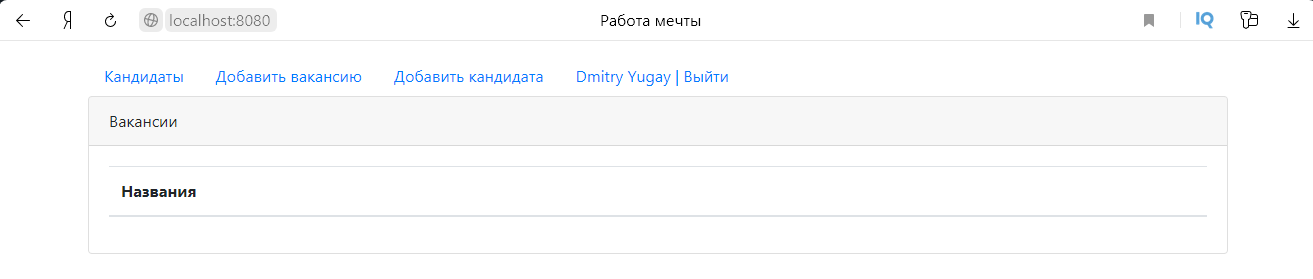 Я localhost:8080 Работа мечты IQ
Кандидаты Добавить вакансию Добавить кандидата Dmitry Yugay | Выйти
Вакансии
Названия